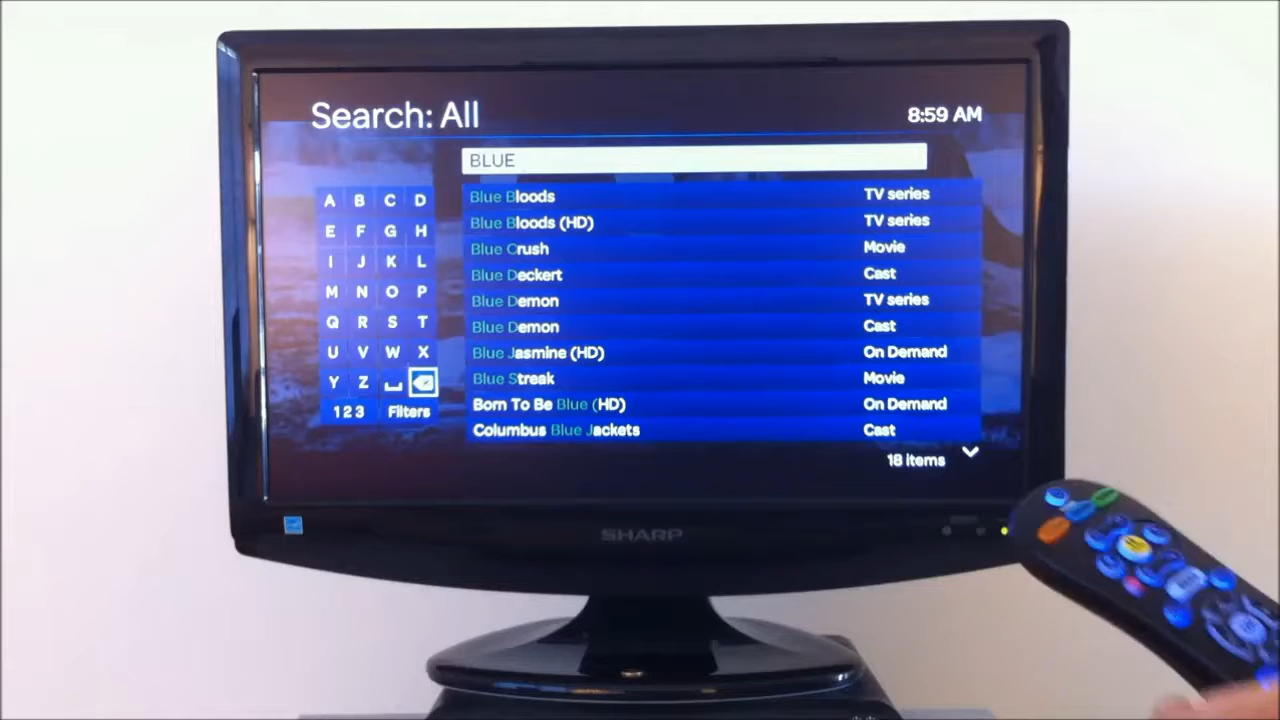 Search: All
8:59 AM
BLUE
A B C D
E F G H
I J K L
M N O P
Q R S T
U V W X
Y Z
123 Filters
Blue Bloods TV series
Blue Bloods (HD) TV series
Blue Crush Movie
Blue Deckert Cast
Blue Demon TV series
Blue Demon Cast
Blue Jasmine (HD) On Demand
Blue Streak Movie
Born To Be Blue (HD) On Demand
Columbus Blue Jackets Cast
18 items
SHARP